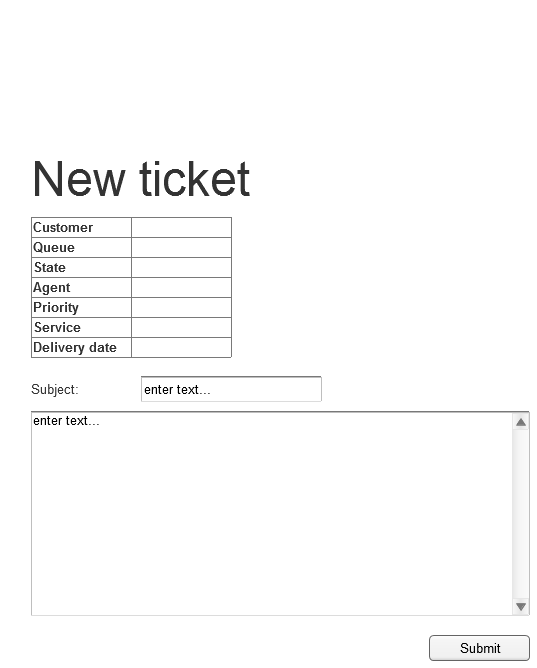 New ticket
Customer
Queue
State
Agent
Priority
Service
Delivery date
Subject: enter text...
enter text...
Submit